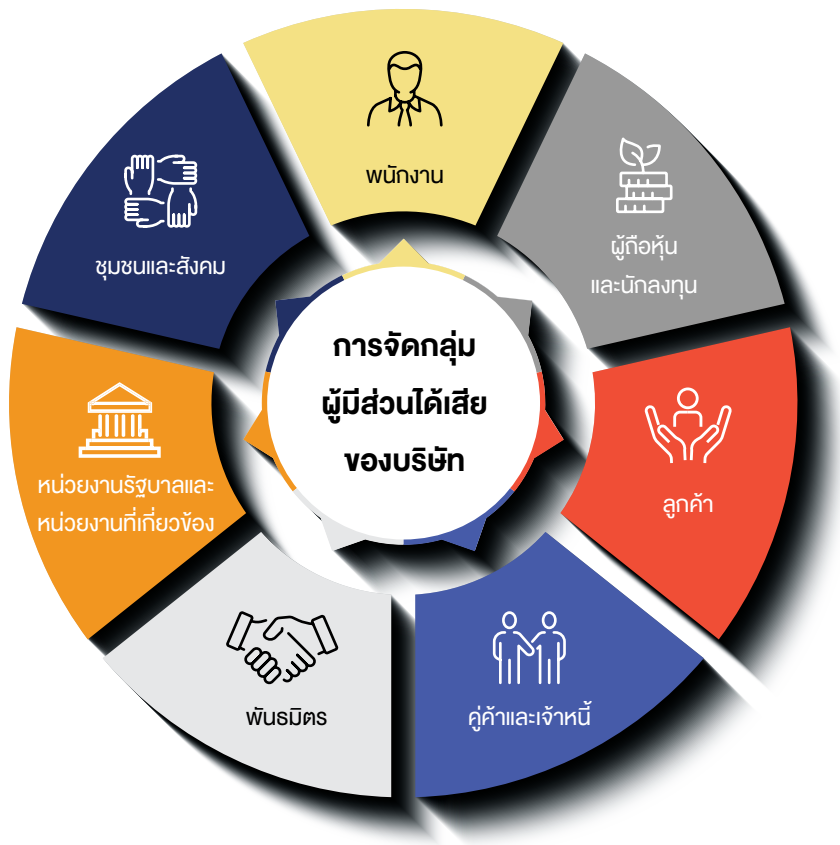 พนักงาน
ผู้ถือหุ้น
และนักลงทุน
ลูกค้า
คู่ค้าและเจ้าหนี้
พันธมิตร
หน่วยงานรัฐบาลและ
หน่วยงานที่เกี่ยวข้อง
ชุมชนและสังคม
การจัดกลุ่ม
ผู้มีส่วนได้เสีย
ของบริษัท